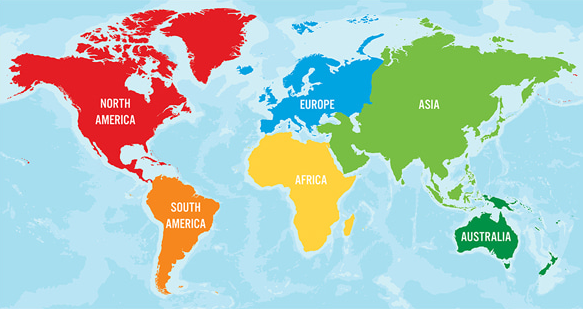 NORTH
AMERICA
EUROPE
ASIA
AFRICA
SOUTH
AMERICA
AUSTRALIA